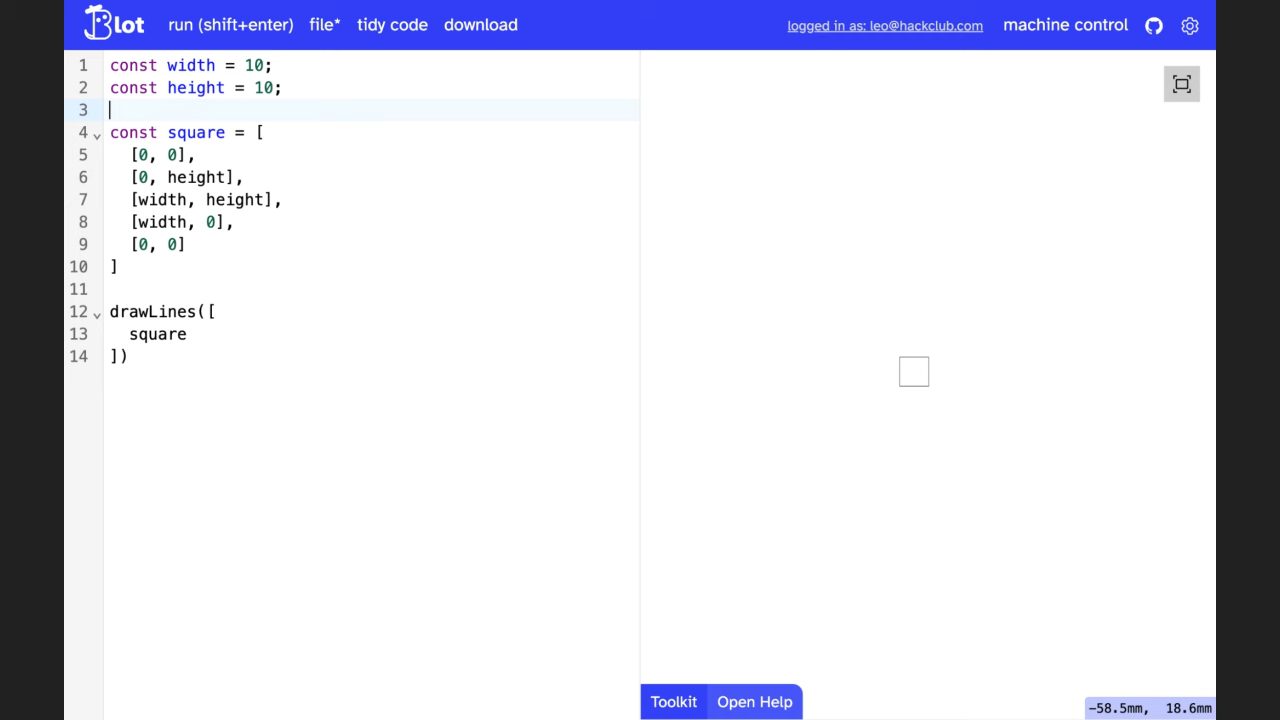 Blot run (shift+enter) file* tidy code download logged in as: leo@hackclub.com machine control
1 const width = 10;
2 const height = 10;
3
4 const square = [
5 [0, 0],
6 [0, height],
7 [width, height],
8 [width, 0],
9 [0, 0]
10 ]
11
12 drawLines([
13 square
14 ])
Toolkit Open Help
-58.5mm, 18.6mm